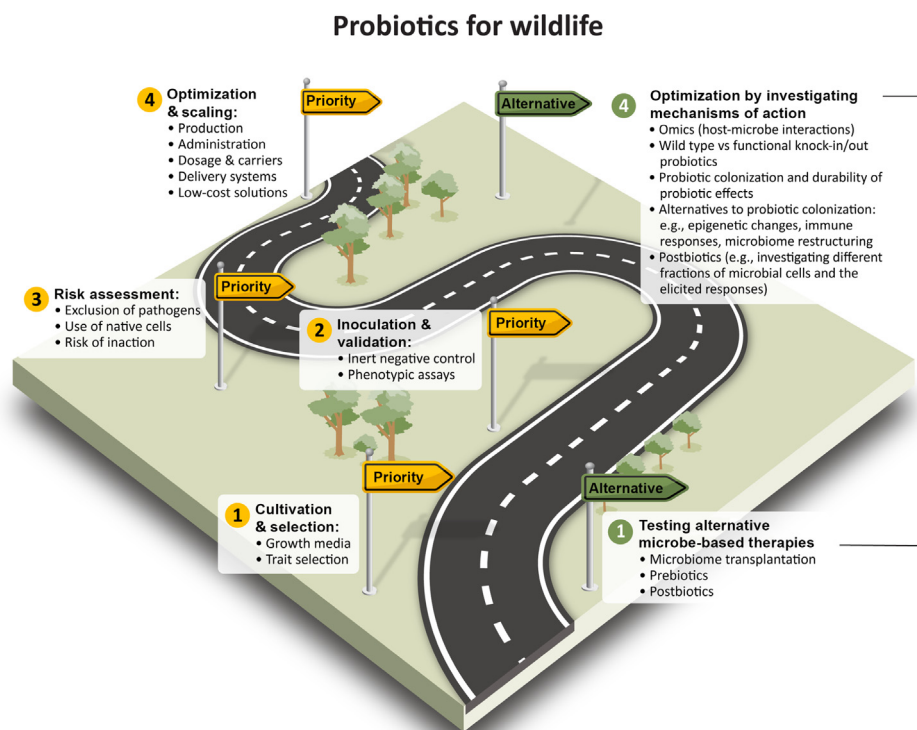 Probiotics for wildlife
4
Optimization
& scaling:
• Production
• Administration
• Dosage & carriers
• Delivery systems
• Low-cost solutions
Priority
Alternative
4
Optimization by investigating
mechanisms of action
• Omics (host-microbe interactions)
• Wild type vs functional knock-in/out
probiotics
• Probiotic colonization and durability of
probiotic effects
• Alternatives to probiotic colonization:
e.g., epigenetic changes, immune
responses, microbiome restructuring
• Postbiotics (e.g., investigating different
fractions of microbial cells and the
elicited responses)
3
Risk assessment:
• Exclusion of pathogens
• Use of native cells
• Risk of inaction
Priority
2
Inoculation &
validation:
• Inert negative control
• Phenotypic assays
Priority
1
Cultivation
& selection:
• Growth media
• Trait selection
Priority
Alternative
1
Testing alternative
microbe-based therapies
• Microbiome transplantation
• Prebiotics
• Postbiotics